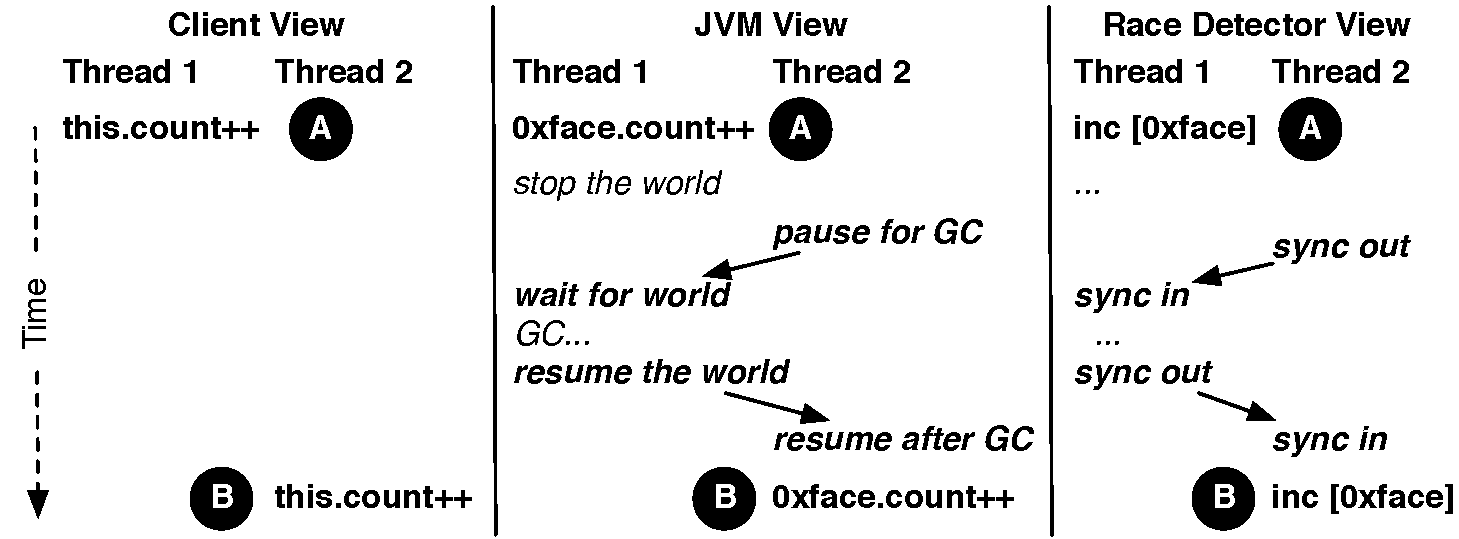 Client View
Thread 1 Thread 2
this.count++ A
B this.count++
Time
JVM View
Thread 1 Thread 2
0xface.count++ A
stop the world
pause for GC
wait for world
GC...
resume the world
resume after GC
B 0xface.count++
Race Detector View
Thread 1 Thread 2
inc [0xface] A
...
sync out
sync in
...
sync out
sync in
B inc [0xface]